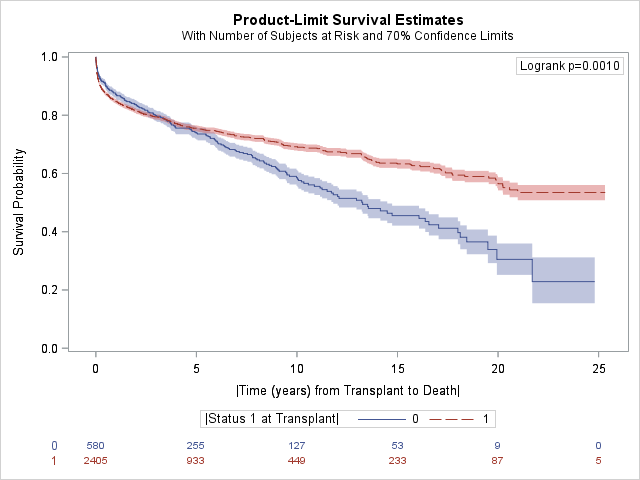 Product-Limit Survival Estimates
With Number of Subjects at Risk and 70% Confidence Limits
Logrank p=0.0010
1.0
0.8
0.6
0.4
0.2
0.0
Survival Probability
0 5 10 15 20 25
|Time (years) from Transplant to Death|
|Status 1 at Transplant| 0 1
0 580 255 127 53 9 0
1 2405 933 449 233 87 5